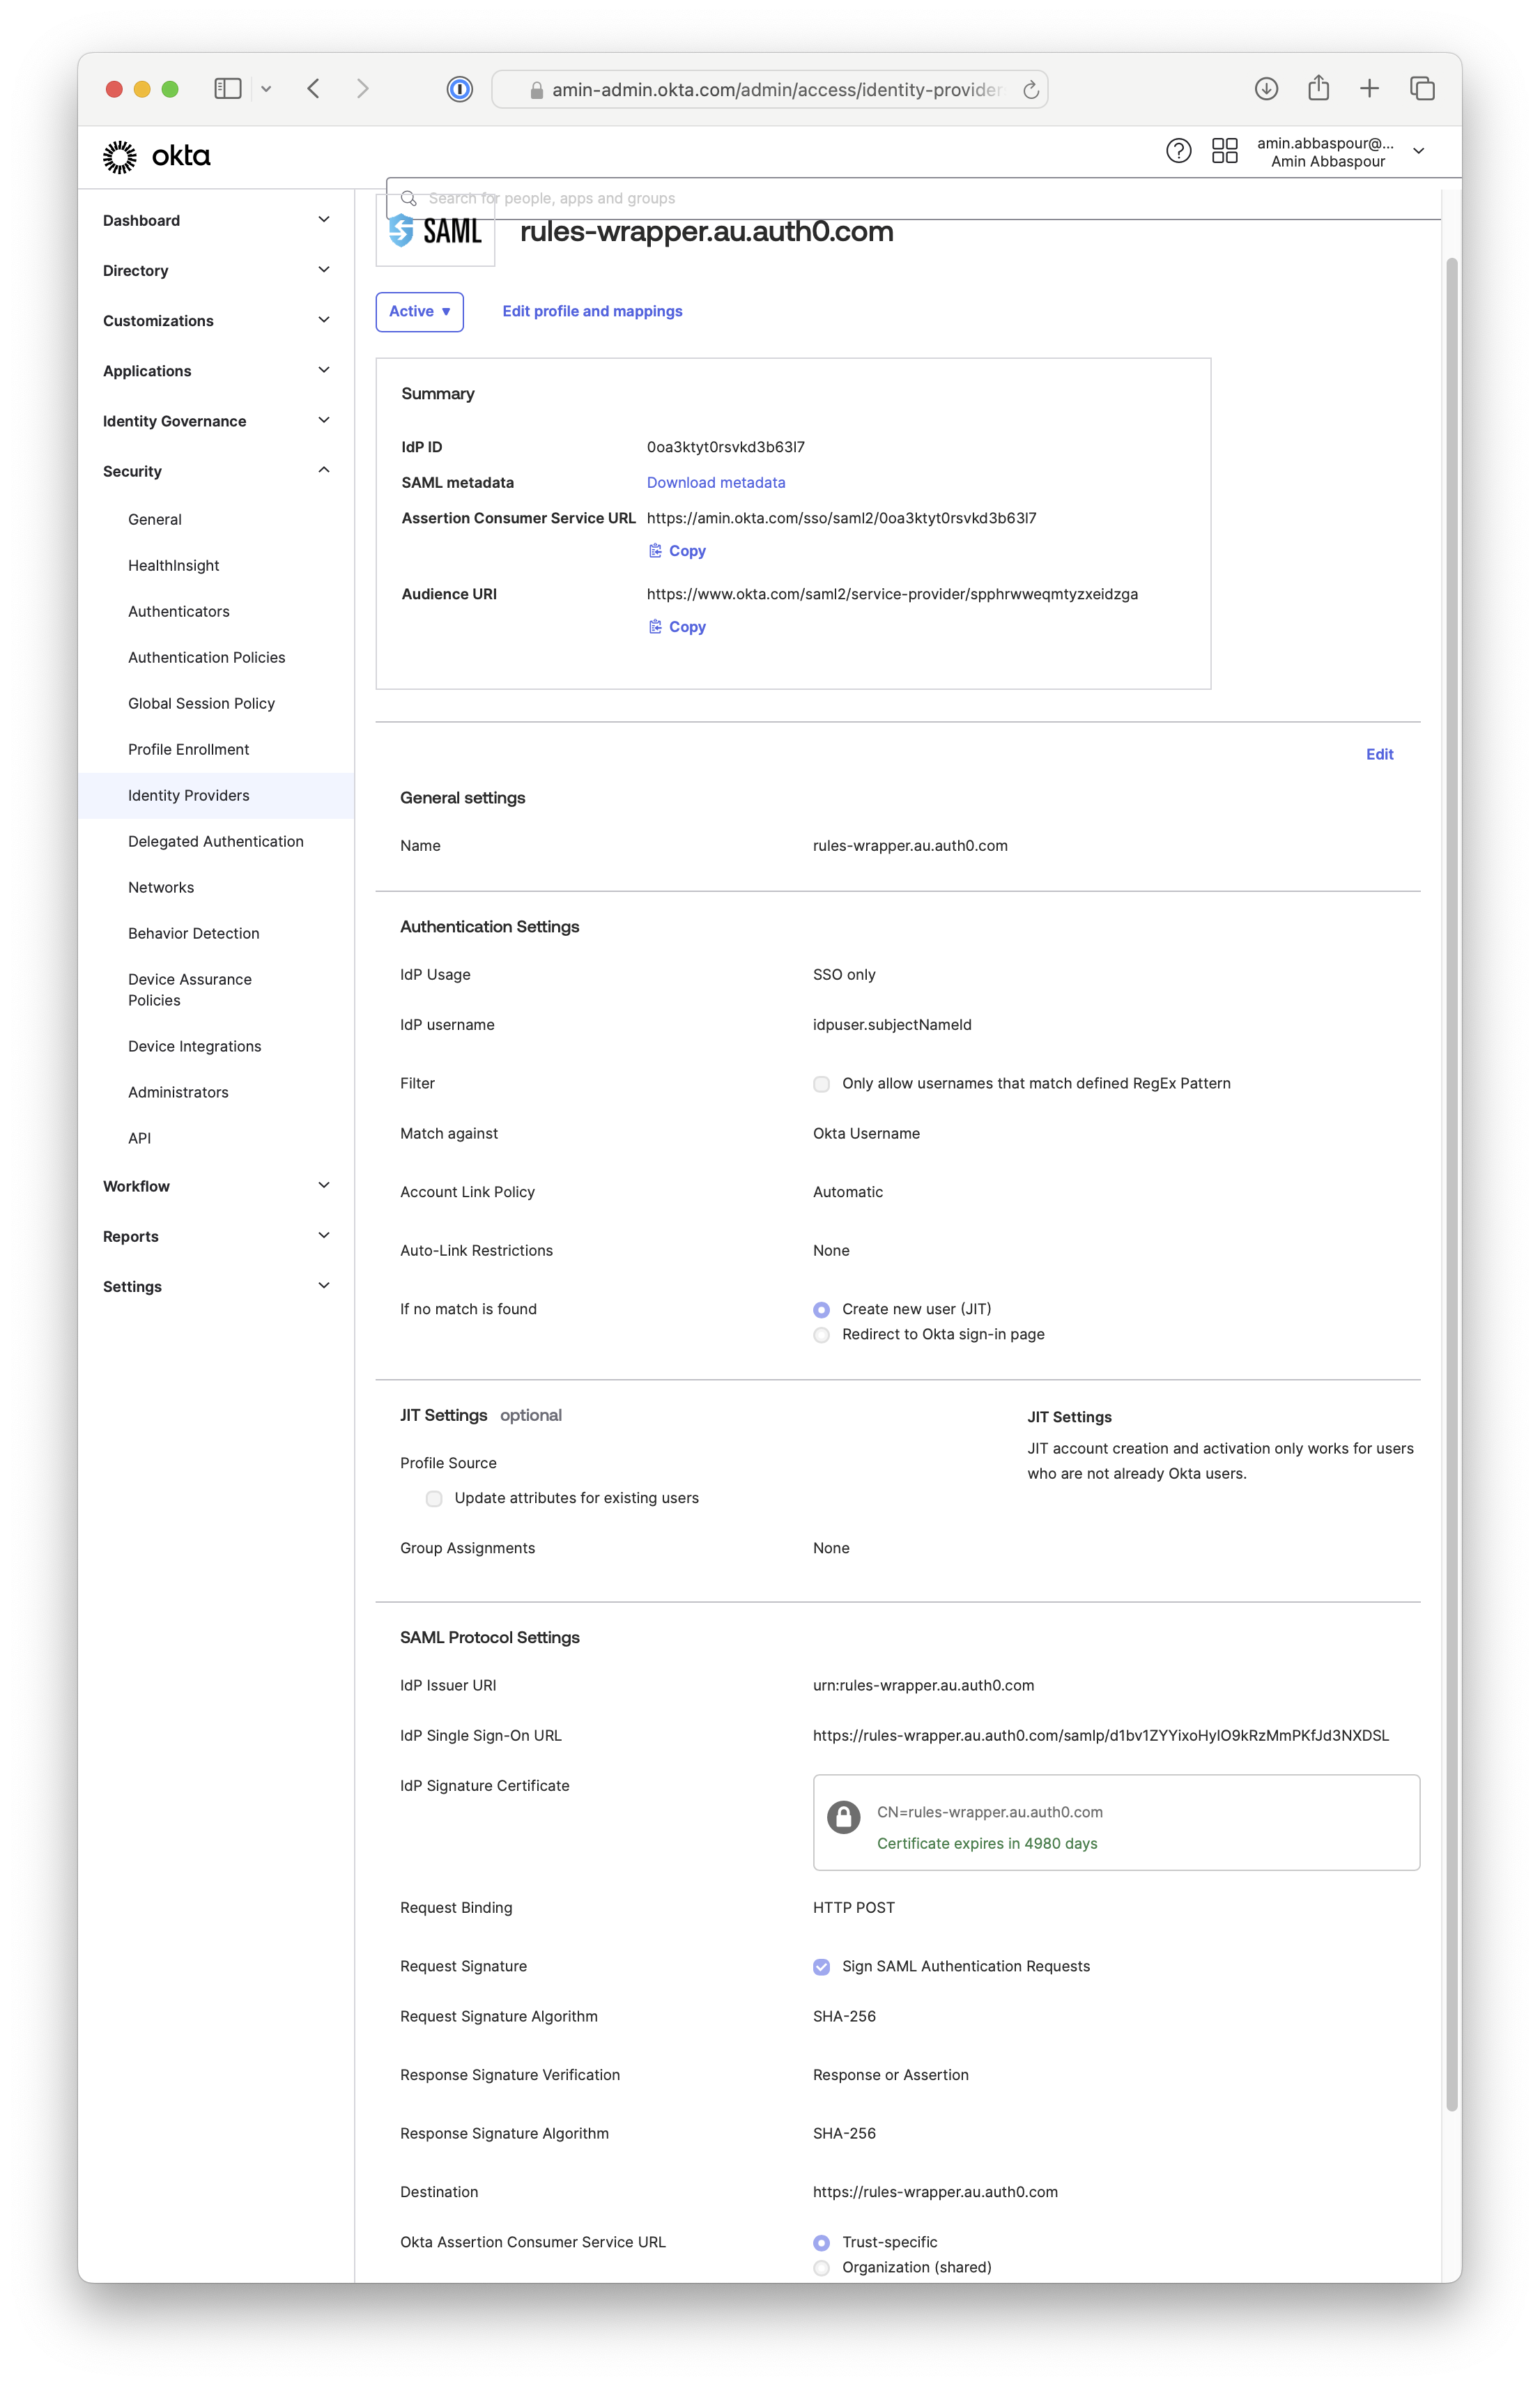 amin-admin.okta.com/admin/access/identity-provider
okta
amin.abbaspour@...
Amin Abbaspour
Search for people, apps and groups
Dashboard
Directory
Customizations
Applications
Identity Governance
Security
General
HealthInsight
Authenticators
Authentication Policies
Global Session Policy
Profile Enrollment
Identity Providers
Delegated Authentication
Networks
Behavior Detection
Device Assurance
Policies
Device Integrations
Administrators
API
Workflow
Reports
Settings
SAML
rules-wrapper.au.auth0.com
Active ▼
Edit profile and mappings
Summary
IdP ID 0oa3ktyt0rsvkd3b63l7
SAML metadata Download metadata
Assertion Consumer Service URL https://amin.okta.com/sso/saml2/0oa3ktyt0rsvkd3b63l7
Copy
Audience URI https://www.okta.com/saml2/service-provider/spphrwweqmtyzxeidzga
Copy
Edit
General settings
Name rules-wrapper.au.auth0.com
Authentication Settings
IdP Usage SSO only
IdP username idpuser.subjectNameId
Filter Only allow usernames that match defined RegEx Pattern
Match against Okta Username
Account Link Policy Automatic
Auto-Link Restrictions None
If no match is found Create new user (JIT)
Redirect to Okta sign-in page
JIT Settings optional
Profile Source
Update attributes for existing users
Group Assignments None
JIT Settings
JIT account creation and activation only works for users
who are not already Okta users.
SAML Protocol Settings
IdP Issuer URI urn:rules-wrapper.au.auth0.com
IdP Single Sign-On URL https://rules-wrapper.au.auth0.com/samlp/d1bv1ZYYixoHylO9kRzMmPKfJd3NXDSL
IdP Signature Certificate
CN=rules-wrapper.au.auth0.com
Certificate expires in 4980 days
Request Binding HTTP POST
Request Signature Sign SAML Authentication Requests
Request Signature Algorithm SHA-256
Response Signature Verification Response or Assertion
Response Signature Algorithm SHA-256
Destination https://rules-wrapper.au.auth0.com
Okta Assertion Consumer Service URL Trust-specific
Organization (shared)